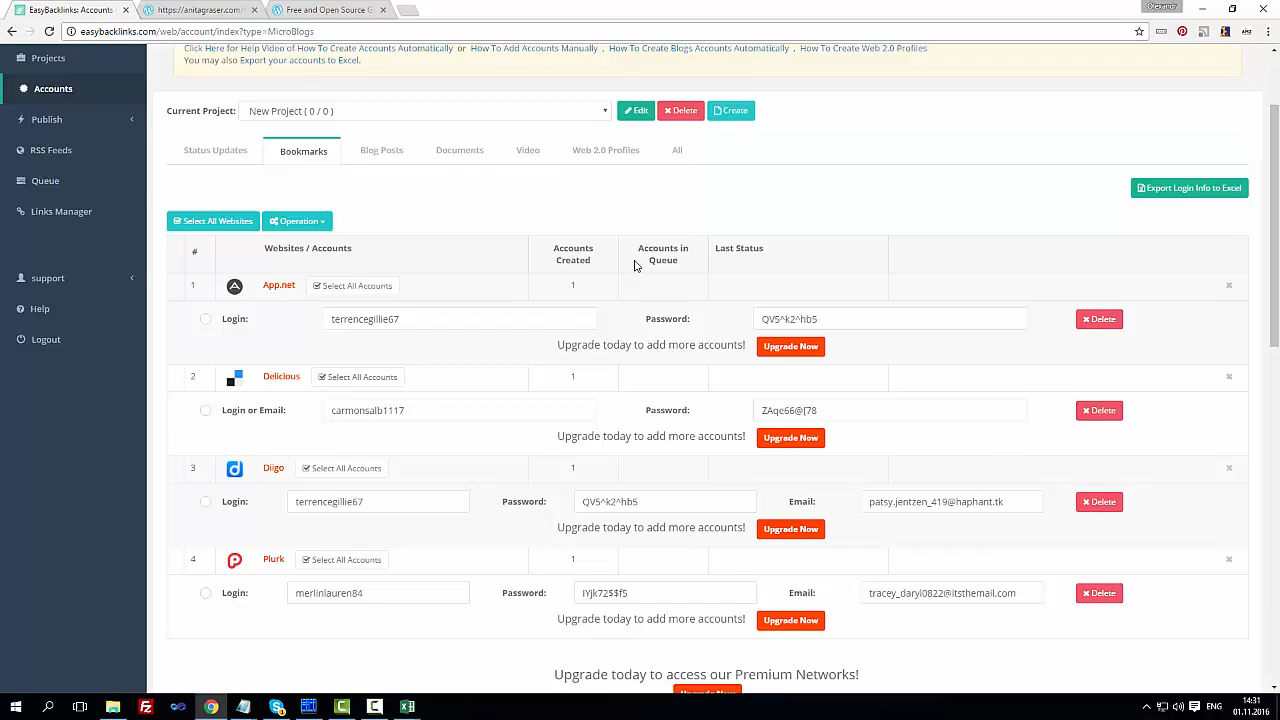 EasyBacklinks: Accounts
https://anitagraser.com/
Free and Open Source G
Olexandr
easybacklinks.com/web/account/index?type=MicroBlogs
Projects
Accounts
Publish
RSS Feeds
Queue
Links Manager
support
Help
Logout
Click Here for Help Video of How To Create Accounts Automatically or How To Add Accounts Manually , How To Create Blogs Accounts Automatically , How To Create Web 2.0 Profiles
You may also Export your accounts to Excel.
Current Project: New Project ( 0 / 0 ) Edit Delete Create
Status Updates Bookmarks Blog Posts Documents Video Web 2.0 Profiles All
Export Login Info to Excel
Select All Websites Operation
# Websites / Accounts Accounts Created Accounts in Queue Last Status
1 App.net Select All Accounts 1
Login: terrencegillie67 Password: QV5^k2^hb5 Delete
Upgrade today to add more accounts! Upgrade Now
2 Delicious Select All Accounts 1
Login or Email: carmonsalb1117 Password: ZAqe66@[78 Delete
Upgrade today to add more accounts! Upgrade Now
3 Diigo Select All Accounts 1
Login: terrencegillie67 Password: QV5^k2^hb5 Email: patsy.jentzen_419@haphant.tk Delete
Upgrade today to add more accounts! Upgrade Now
4 Plurk Select All Accounts 1
Login: merlinlauren84 Password: Email: tracey_daryl0822@itsthemail.com Delete
Upgrade today to add more accounts! Upgrade Now
Upgrade today to access our Premium Networks!
Upgrade Now
ENG
14:31
01.11.2016